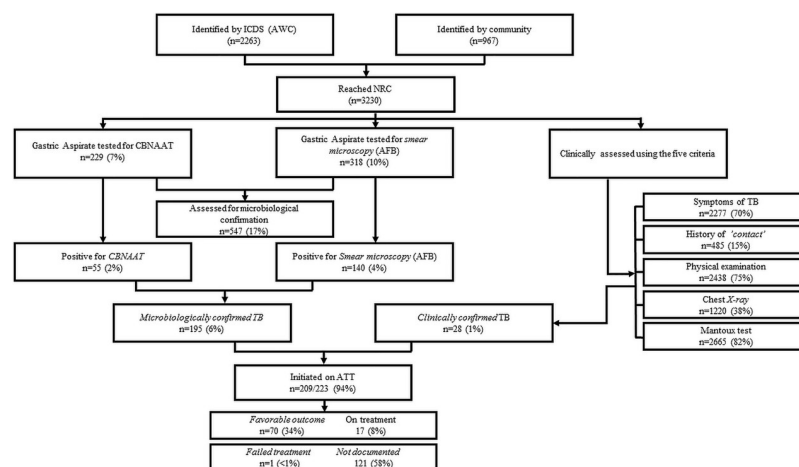 Identified by ICDS (AWC)
(n=2263)
Identified by community
(n=967)
Reached NRC
(n=3230)
Gastric Aspirate tested for CBNAAT
n=229 (7%)
Gastric Aspirate tested for smear
microscopy (AFB)
n=318 (10%)
Clinically assessed using the five criteria
Assessed for microbiological
confirmation
n=547 (17%)
Symptoms of TB
n=2277 (70%)
History of 'contact'
n=485 (15%)
Physical examination
n=2438 (75%)
Chest X-ray
n=1220 (38%)
Mantoux test
n=2665 (82%)
Positive for CBNAAT
n=55 (2%)
Positive for Smear microscopy (AFB)
n=140 (4%)
Microbiologically confirmed TB
n=195 (6%)
Clinically confirmed TB
n=28 (1%)
Initiated on ATT
n=209/223 (94%)
Favorable outcome On treatment
n=70 (34%) 17 (8%)
Failed treatment Not documented
n=1 (<1%) 121 (58%)